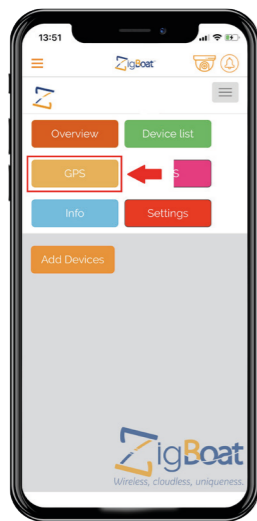 13:51
ZigBoat
Overview
Device list
GPS
S
Info
Settings
Add Devices
ZigBoat
Wireless, cloudless, uniqueness.